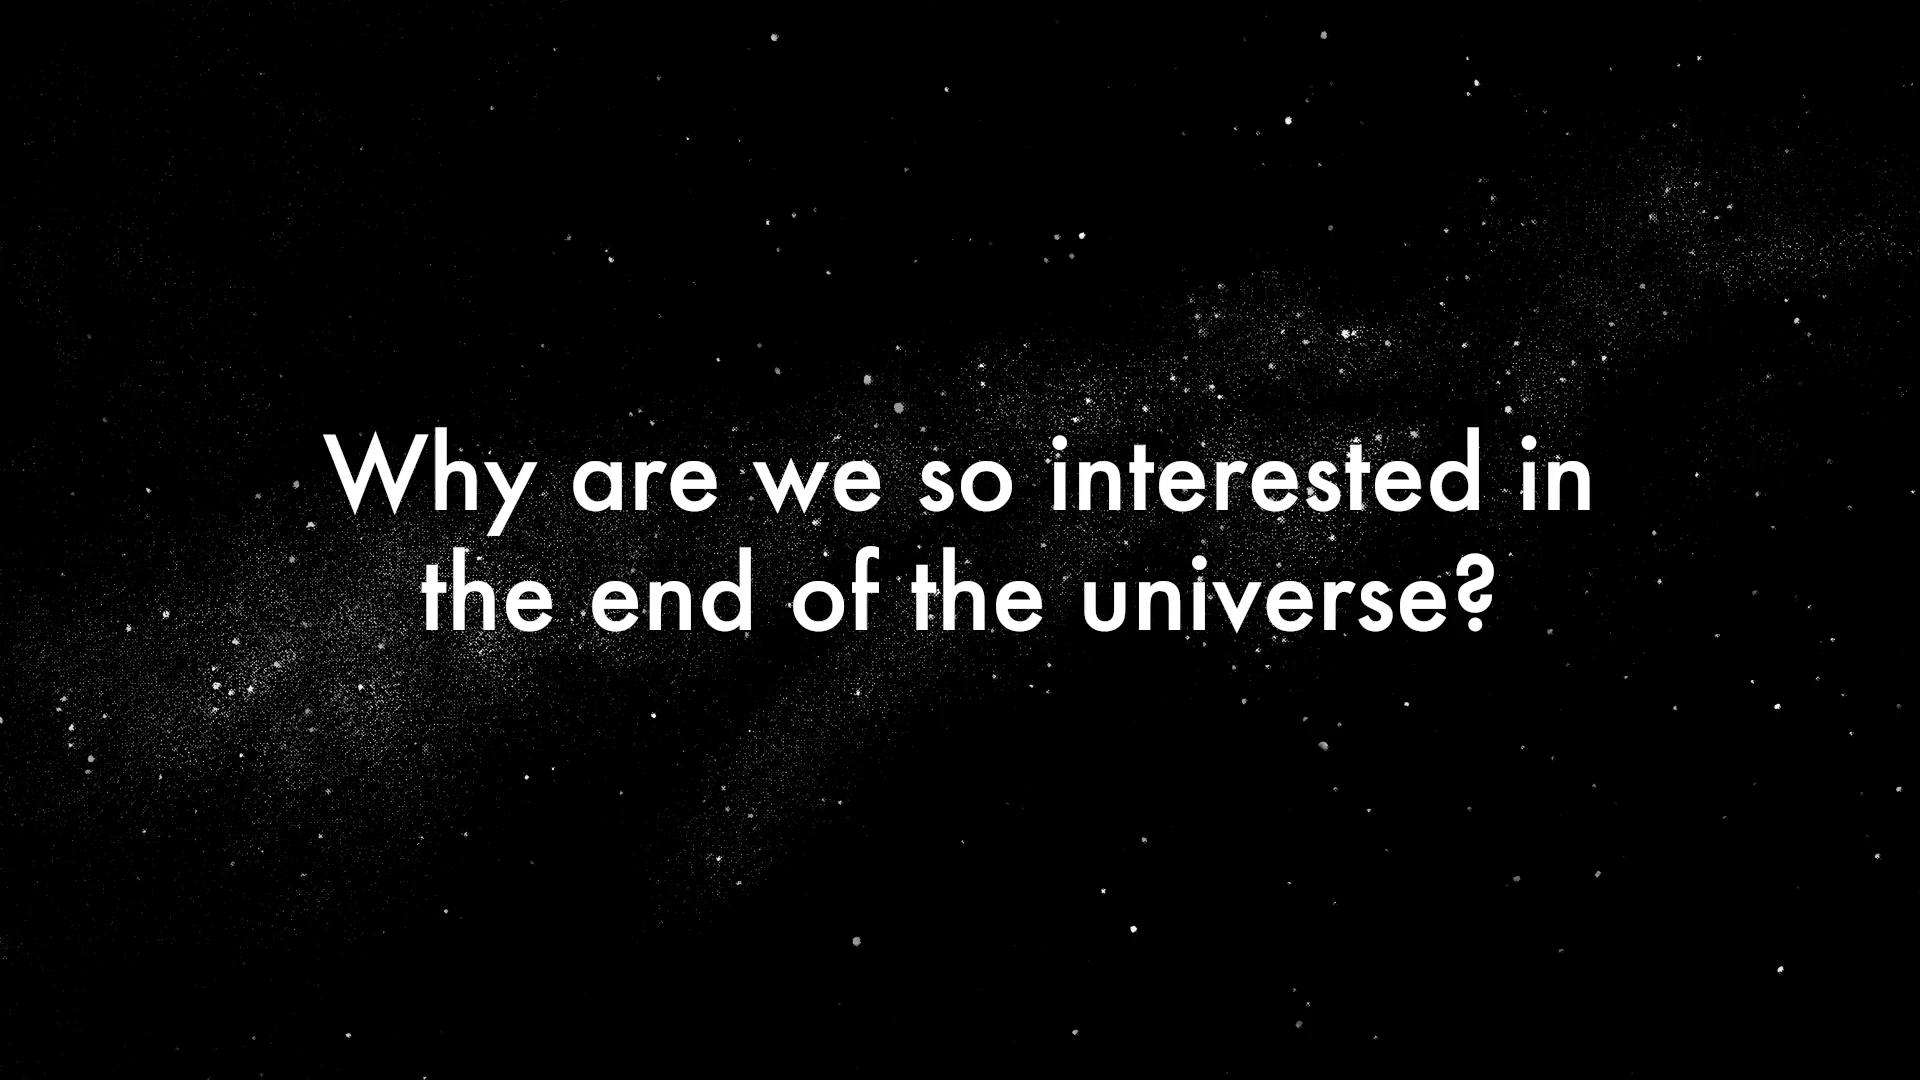 Why are we so interested in
the end of the universe?